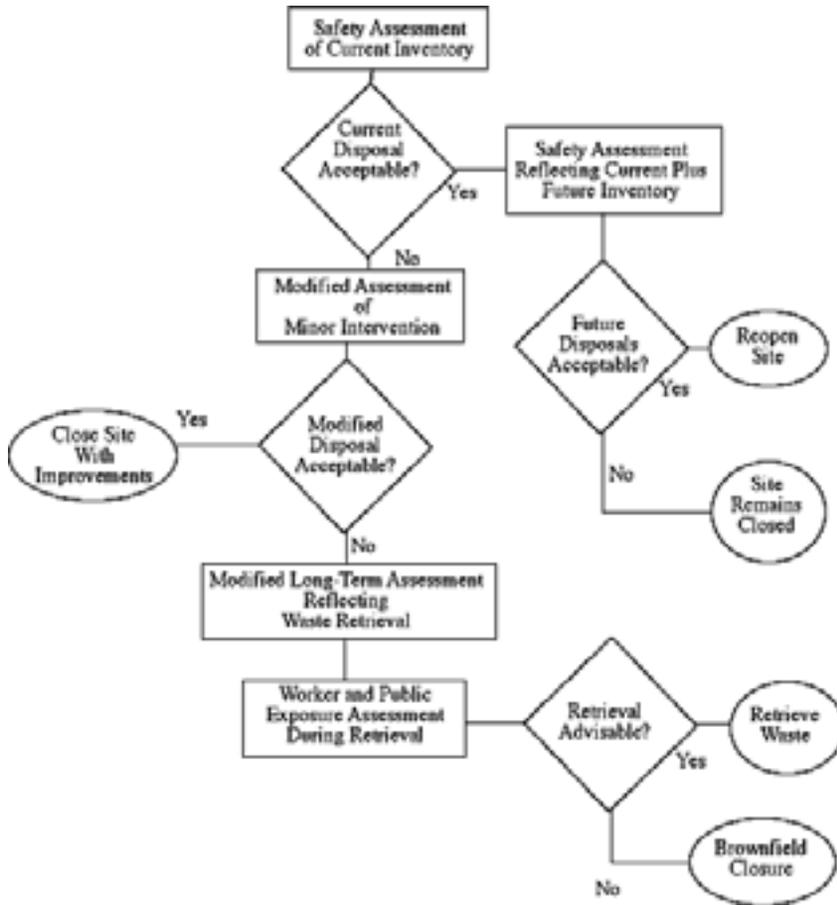 Safety Assessment
of Current Inventory
Current
Disposal
Acceptable?
Yes
Safety Assessment
Reflecting Current Plus
Future Inventory
No
Modified Assessment
of
Minor Intervention
Future
Disposals
Acceptable?
Yes
Reopen
Site
Yes
Close Site
With
Improvements
Modified
Disposal
Acceptable?
No
Site
Remains
Closed
No
Modified Long-Term Assessment
Reflecting
Waste Retrieval
Worker and Public
Exposure Assessment
During Retrieval
Retrieval
Advisable?
Yes
Retrieve
Waste
No
Brownfield
Closure